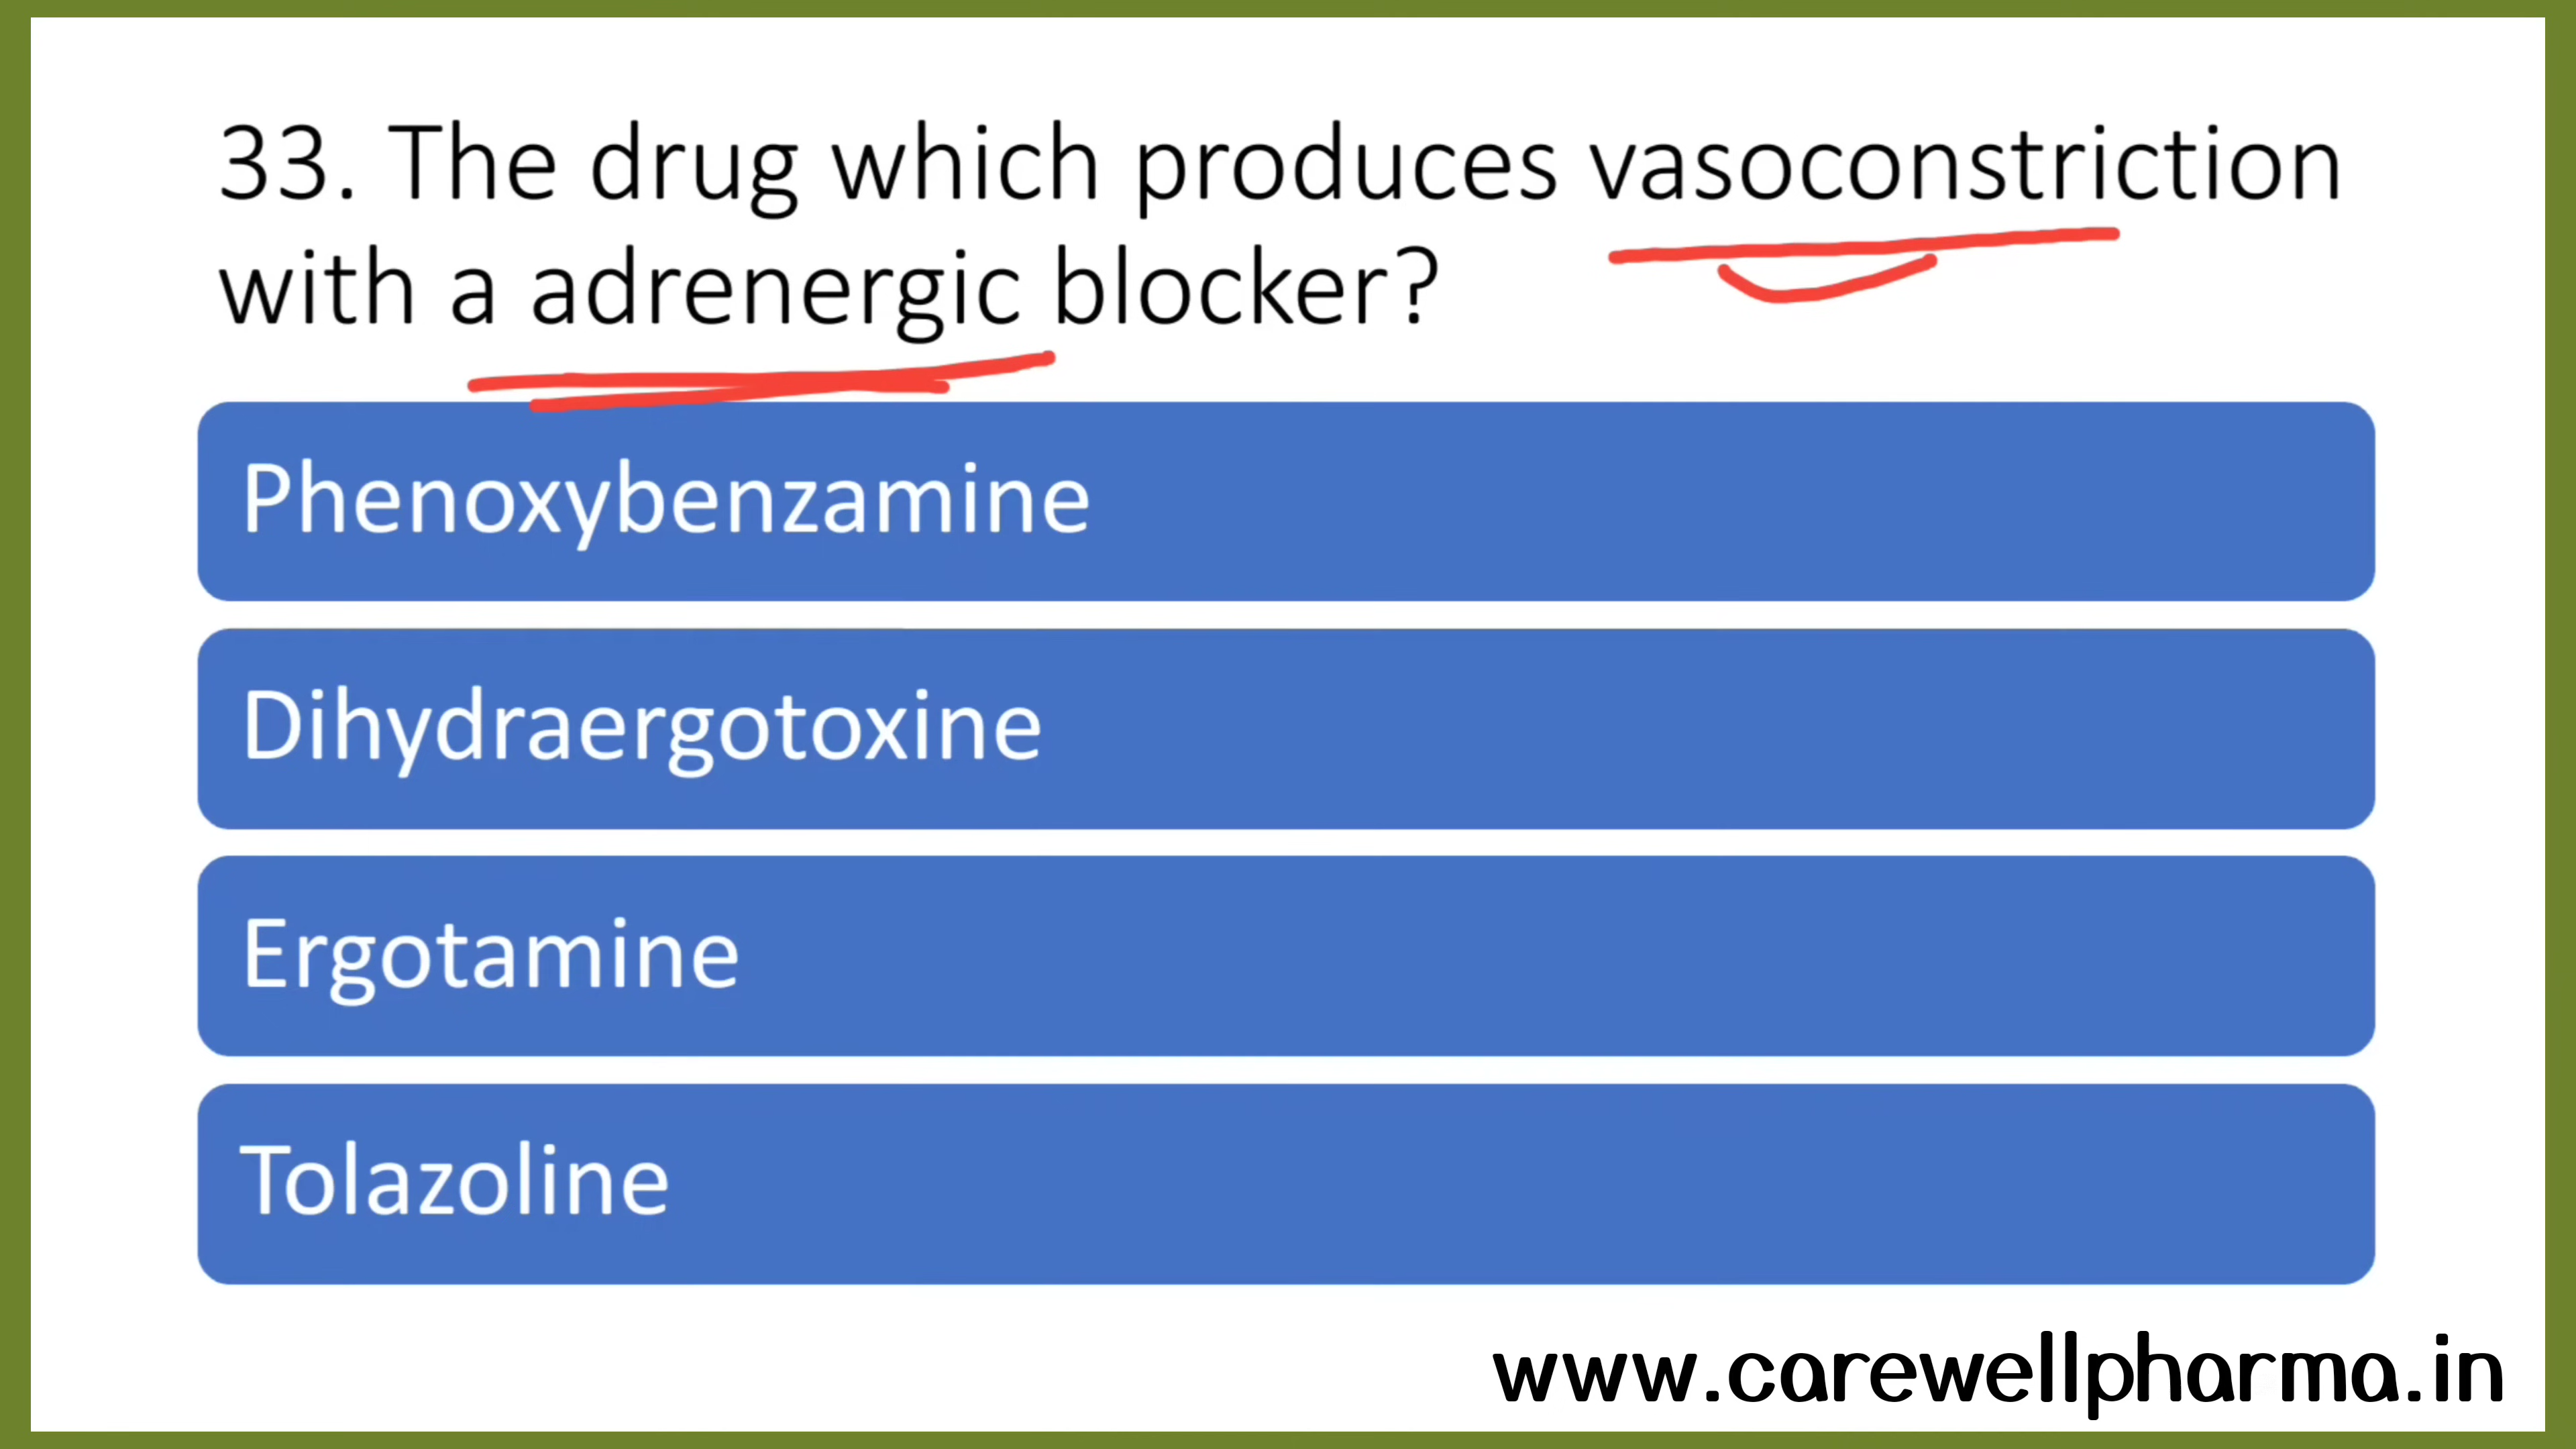 33. The drug which produces vasoconstriction
with a adrenergic blocker?
Phenoxybenzamine
Dihydraergotoxine
Ergotamine
Tolazoline
www.carewellpharma.in